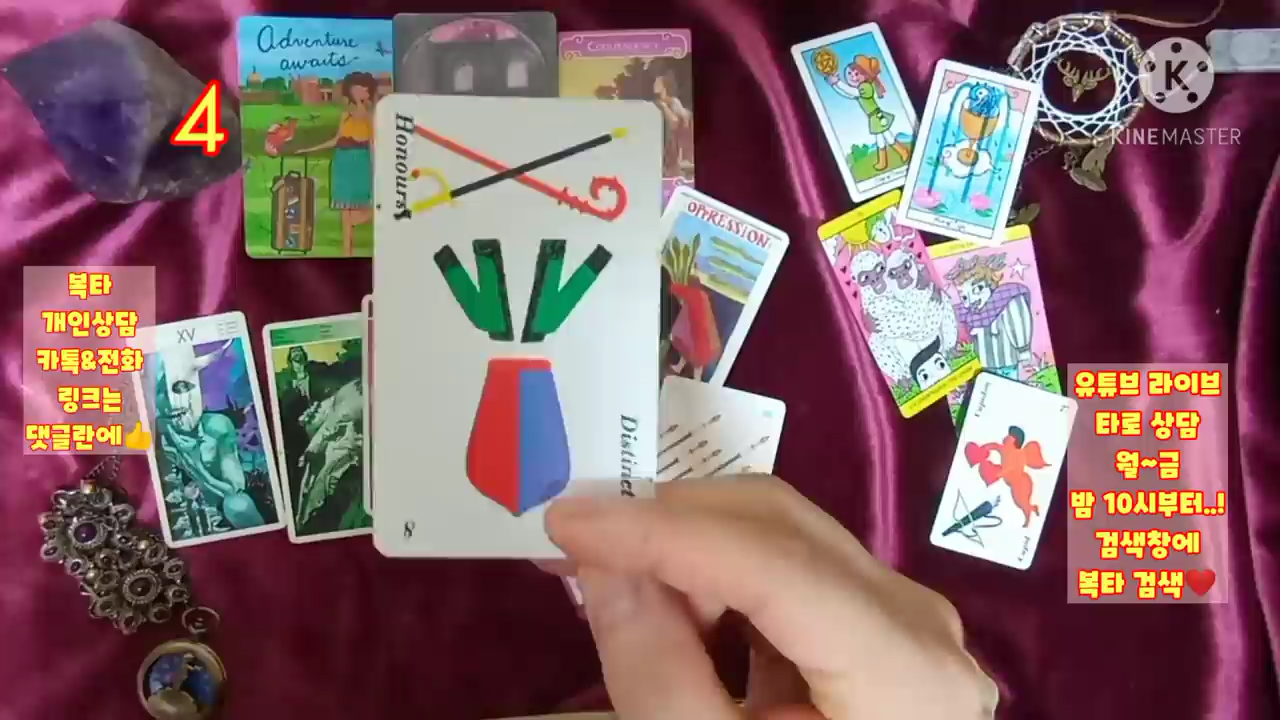 4
Adventure
awaits
복타
개인상담
카톡&전화
링크는
댓글란에👍
XV
Honours
District
8
OPPRESSION
K
KINEMASTER
유튜브 라이브
타로 상담
월~금
밤 10시부터..!
검색창에
복타 검색♥️